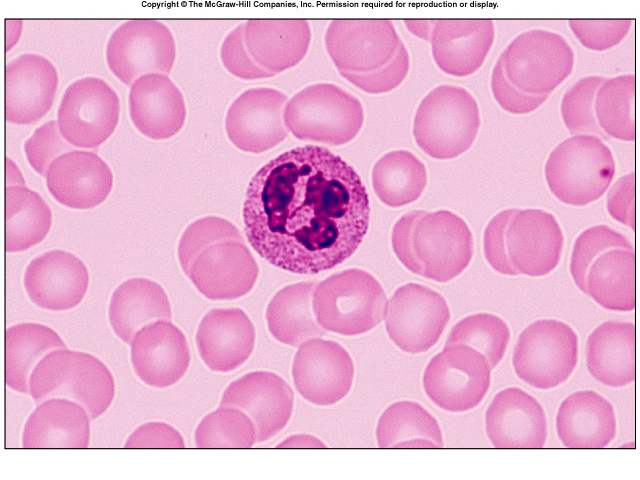 Copyright © The McGraw-Hill Companies, Inc. Permission required for reproduction or display.